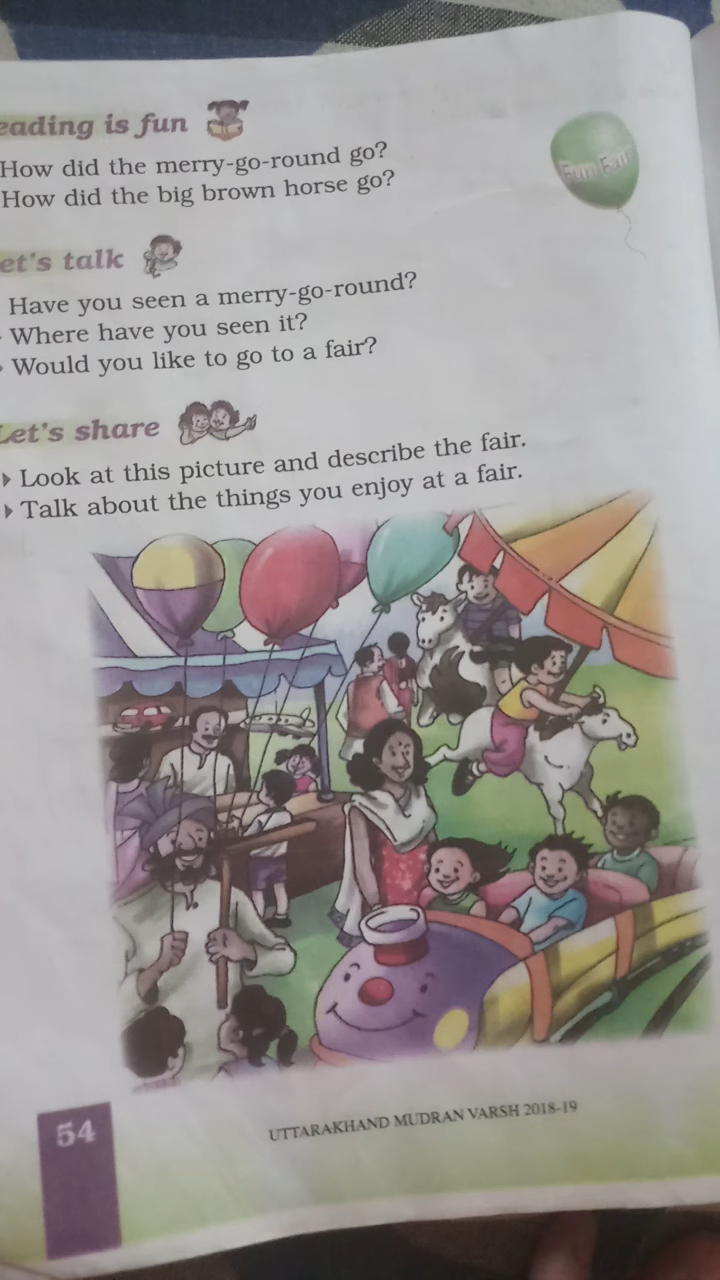 eading is fun
How did the merry-go-round go?
How did the big brown horse go?
Fun Fair
et's talk
Have you seen a merry-go-round?
Where have you seen it?
Would you like to go to a fair?
Let's share
Look at this picture and describe the fair.
Talk about the things you enjoy at a fair.
54
UTTARAKHAND MUDRAN VARSH 2018-19